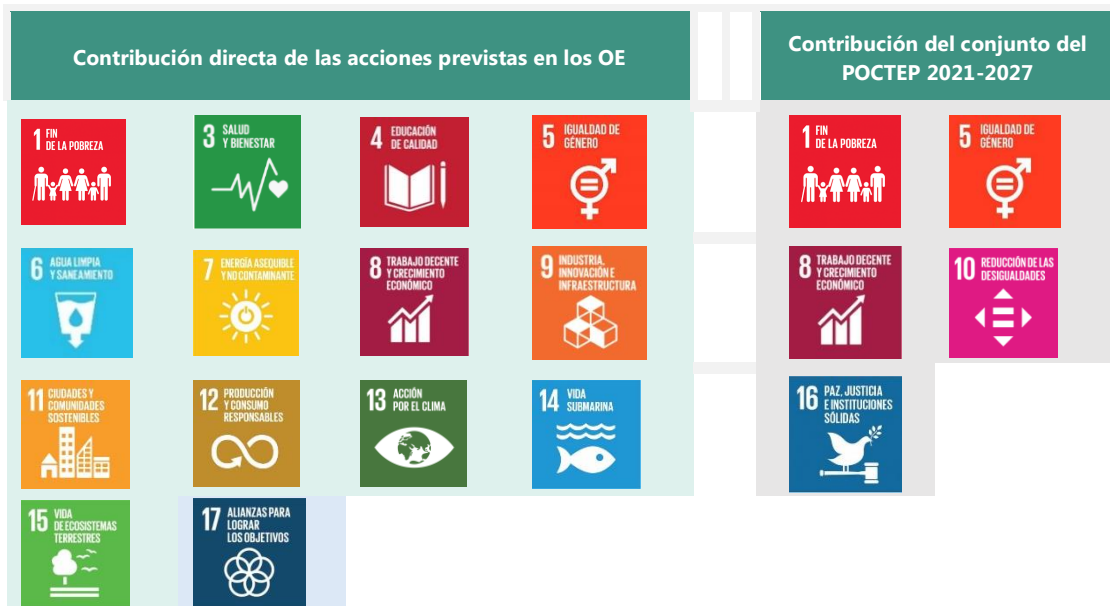 Contribución directa de las acciones previstas en los OE
Contribución del conjunto del
POCTEP 2021-2027
1 FIN
DE LA POBREZA
3 SALUD
Y BIENESTAR
4 EDUCACIÓN
DE CALIDAD
5 IGUALDAD DE
GÉNERO
1 FIN
DE LA POBREZA
5 IGUALDAD DE
GÉNERO
6 AGUA LIMPIA
Y SANEAMIENTO
7 ENERGÍA ASEQUIBLE
Y NO CONTAMINANTE
8 TRABAJO DECENTE
Y CRECIMIENTO
ECONÓMICO
9 INDUSTRIA,
INNOVACIÓN E
INFRAESTRUCTURA
8 TRABAJO DECENTE
Y CRECIMIENTO
ECONÓMICO
10 REDUCCIÓN DE LAS
DESIGUALDADES
11 CIUDADES Y
COMUNIDADES
SOSTENIBLES
12 PRODUCCIÓN
Y CONSUMO
RESPONSABLES
13 ACCIÓN
POR EL CLIMA
14 VIDA
SUBMARINA
16 PAZ, JUSTICIA
E INSTITUCIONES
SÓLIDAS
15 VIDA
DE ECOSISTEMAS
TERRESTRES
17 ALIANZAS PARA
LOGRAR
LOS OBJETIVOS